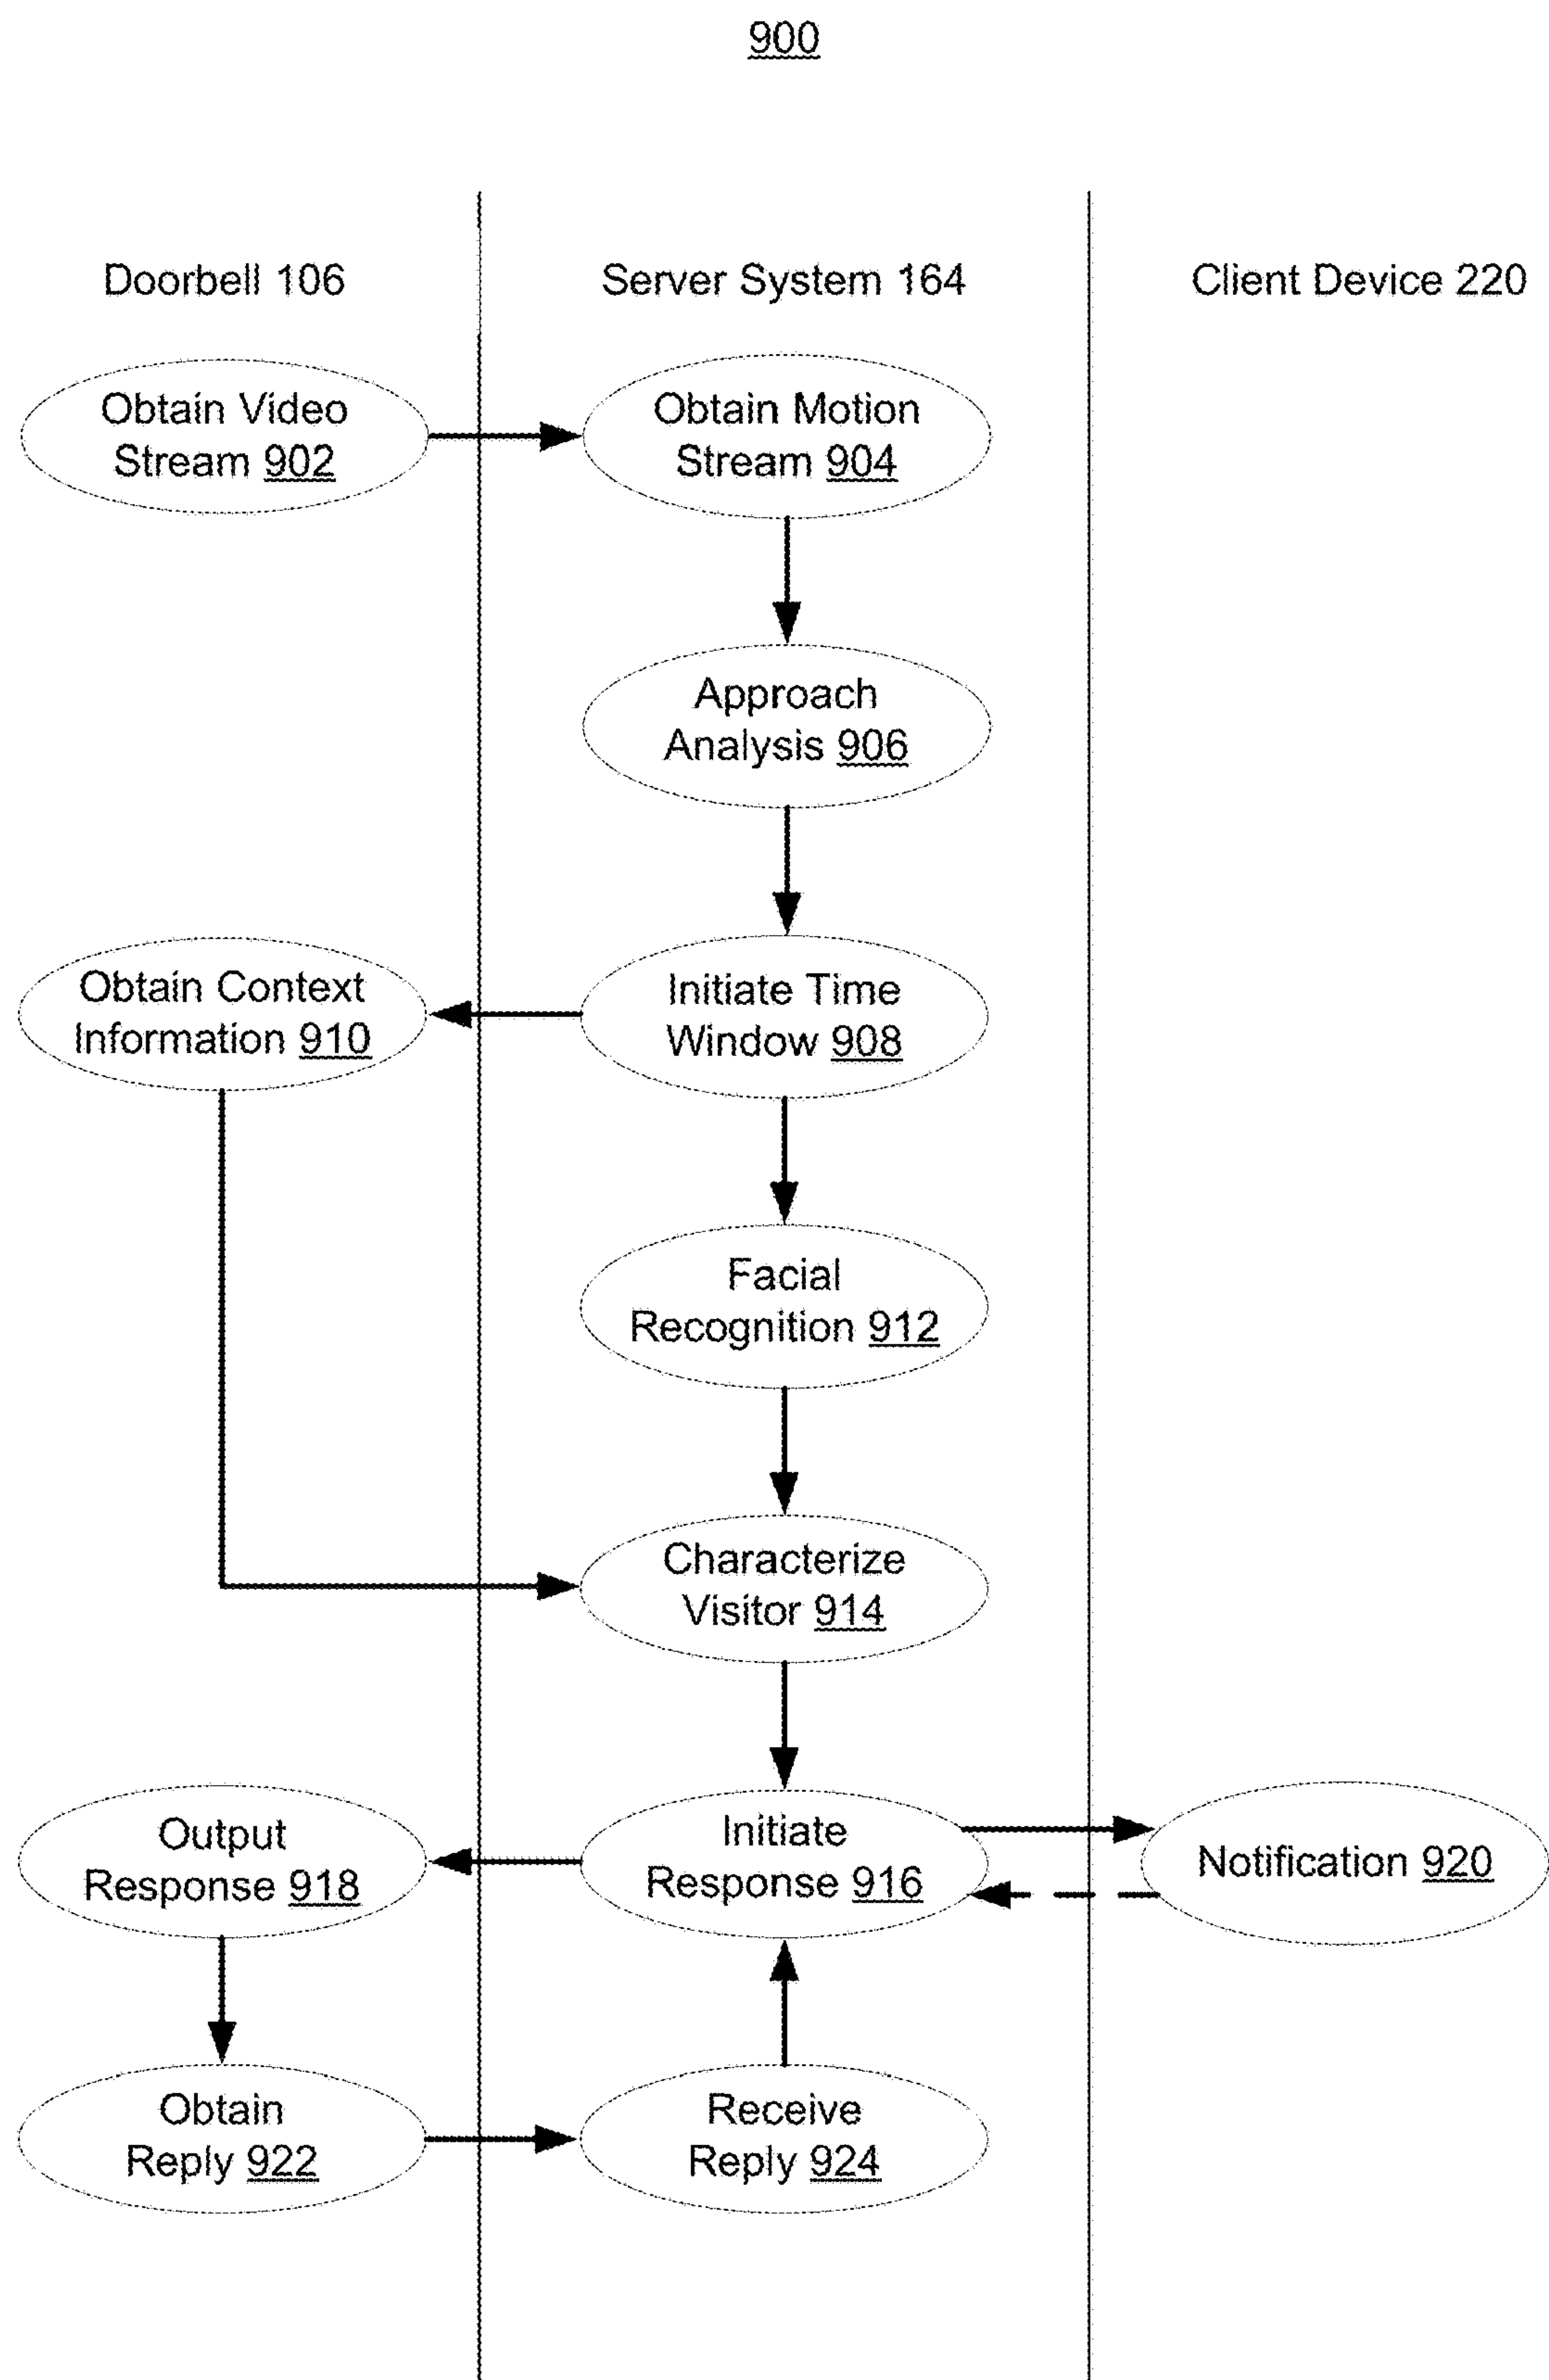 900
Doorbell 106
Server System 164
Client Device 220
Obtain Video
Stream 902
Obtain Motion
Stream 904
Approach
Analysis 906
Obtain Context
Information 910
Initiate Time
Window 908
Facial
Recognition 912
Characterize
Visitor 914
Output
Response 918
Initiate
Response 916
Notification 920
Obtain
Reply 922
Receive
Reply 924